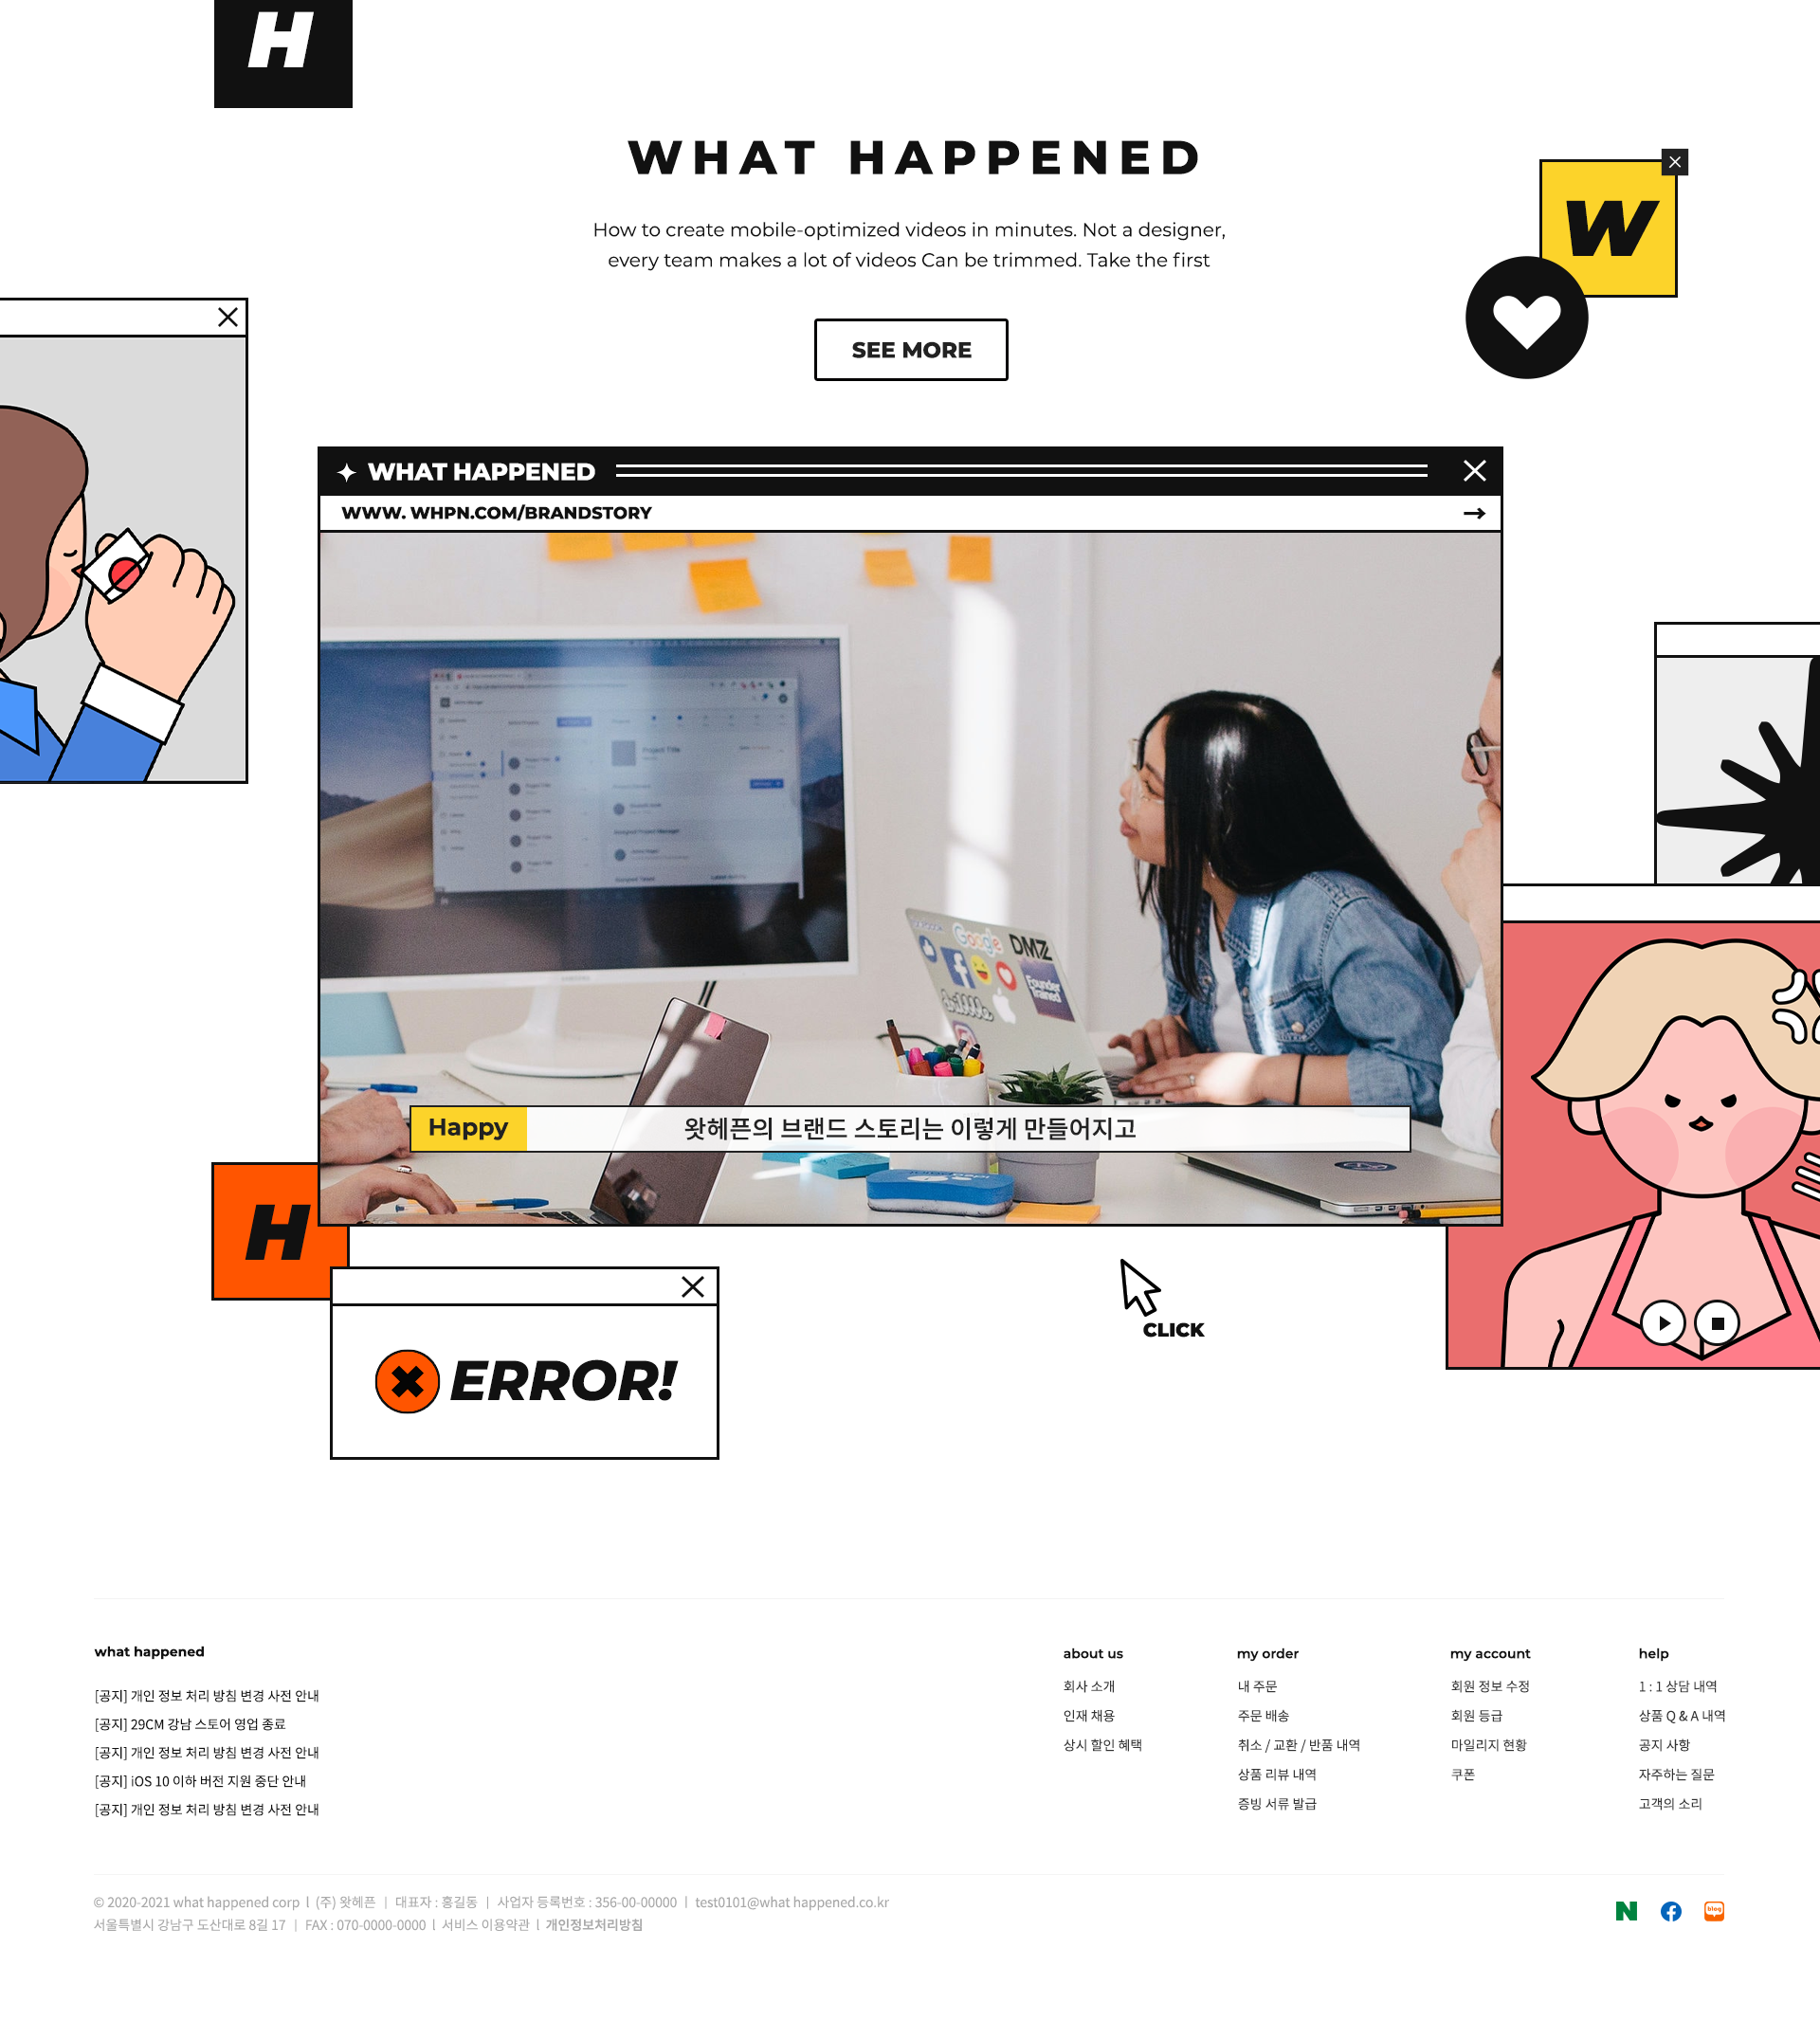 H
WHAT HAPPENED
W
How to create mobile-optimized videos in minutes. Not a designer,
every team makes a lot of videos Can be trimmed. Take the first
SEE MORE
WHAT HAPPENED
WWW. WHPN.COM/BRANDSTORY
Project Title
Google
DMZ
Founder
Trained
Happy 왓헤픈의 브랜드 스토리는 이렇게 만들어지고
H
CLICK
ERROR!
what happened
[공지] 개인 정보 처리 방침 변경 사전 안내
[공지] 29CM 강남 스토어 영업 종료
[공지] 개인 정보 처리 방침 변경 사전 안내
[공지] iOS 10 이하 버전 지원 중단 안내
[공지] 개인 정보 처리 방침 변경 사전 안내
about us
회사 소개
인재 채용
상시 할인 혜택
my order
내 주문
주문 배송
취소 / 교환 / 반품 내역
상품 리뷰 내역
증빙 서류 발급
my account
회원 정보 수정
회원 등급
마일리지 현황
쿠폰
help
1 : 1 상담 내역
상품 Q & A 내역
공지 사항
자주하는 질문
고객의 소리
© 2020-2021 what happened corp | (주) 왓헤픈 | 대표자 : 홍길동 | 사업자 등록번호 : 356-00-00000 | test0101@what happened.co.kr
서울특별시 강남구 도산대로 8길 17 | FAX : 070-0000-0000 | 서비스 이용약관 | 개인정보처리방침
N
blog